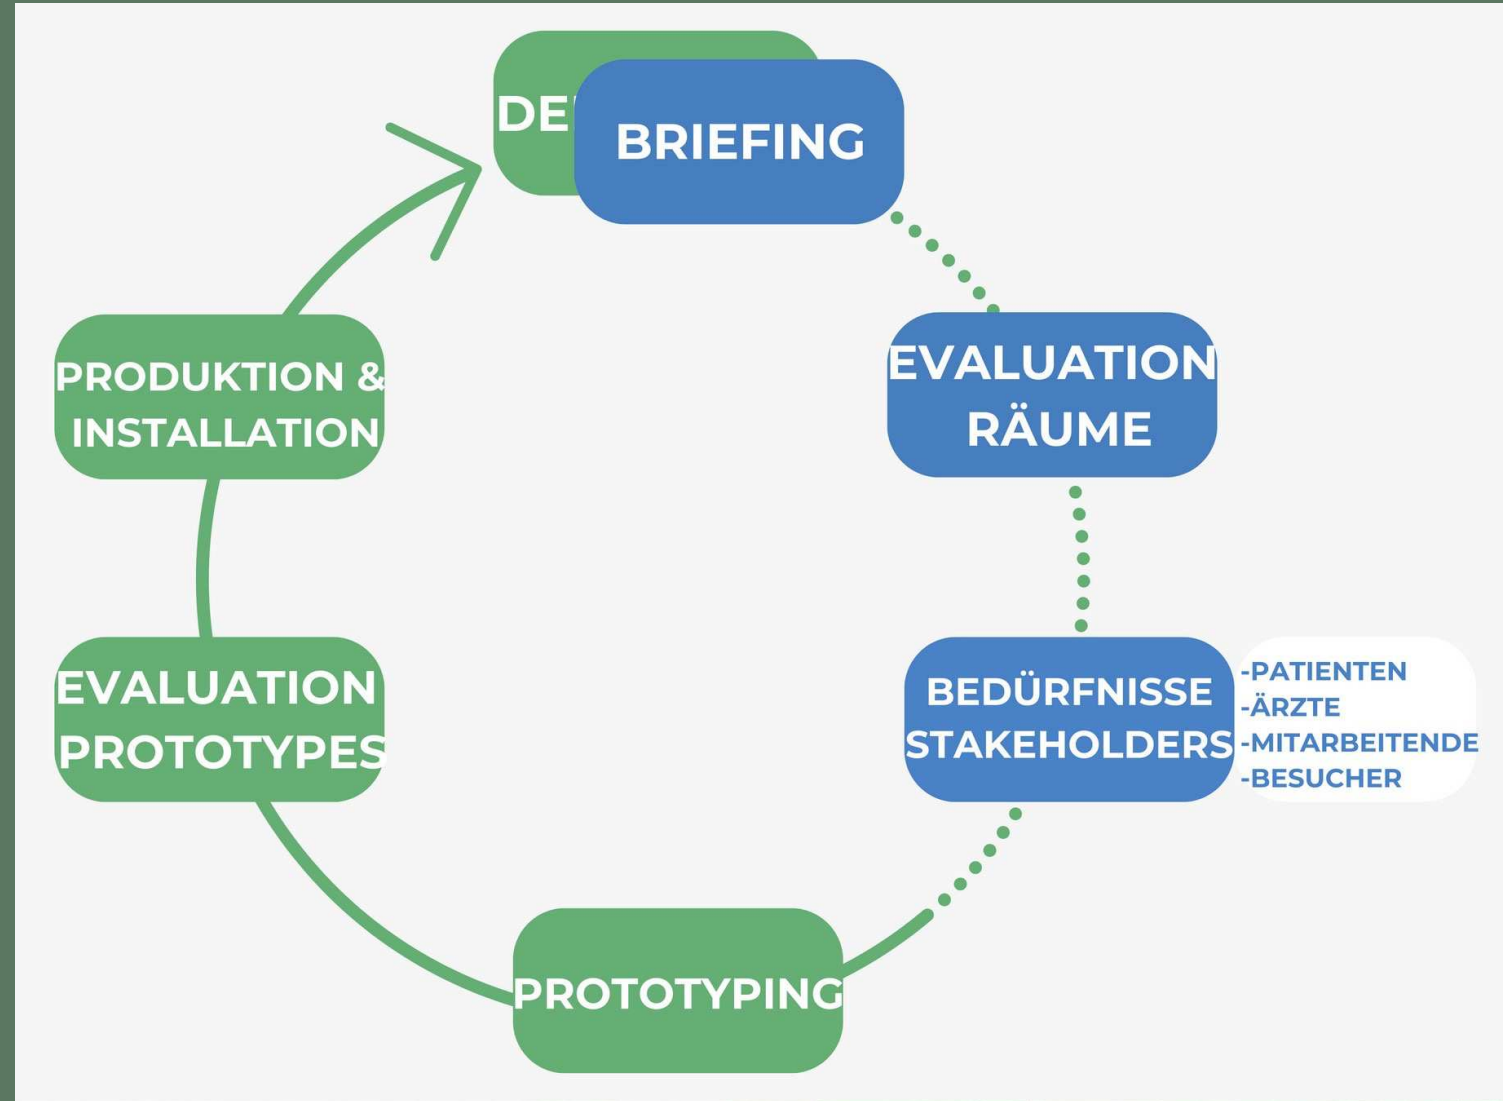 BRIEFING
EVALUATION
RÄUME
BEDÜRFNISSE
STAKEHOLDERS
-PATIENTEN
-ÄRZTE
-MITARBEITENDE
-BESUCHER
PROTOTYPING
EVALUATION
PROTOTYPES
PRODUKTION &
INSTALLATION